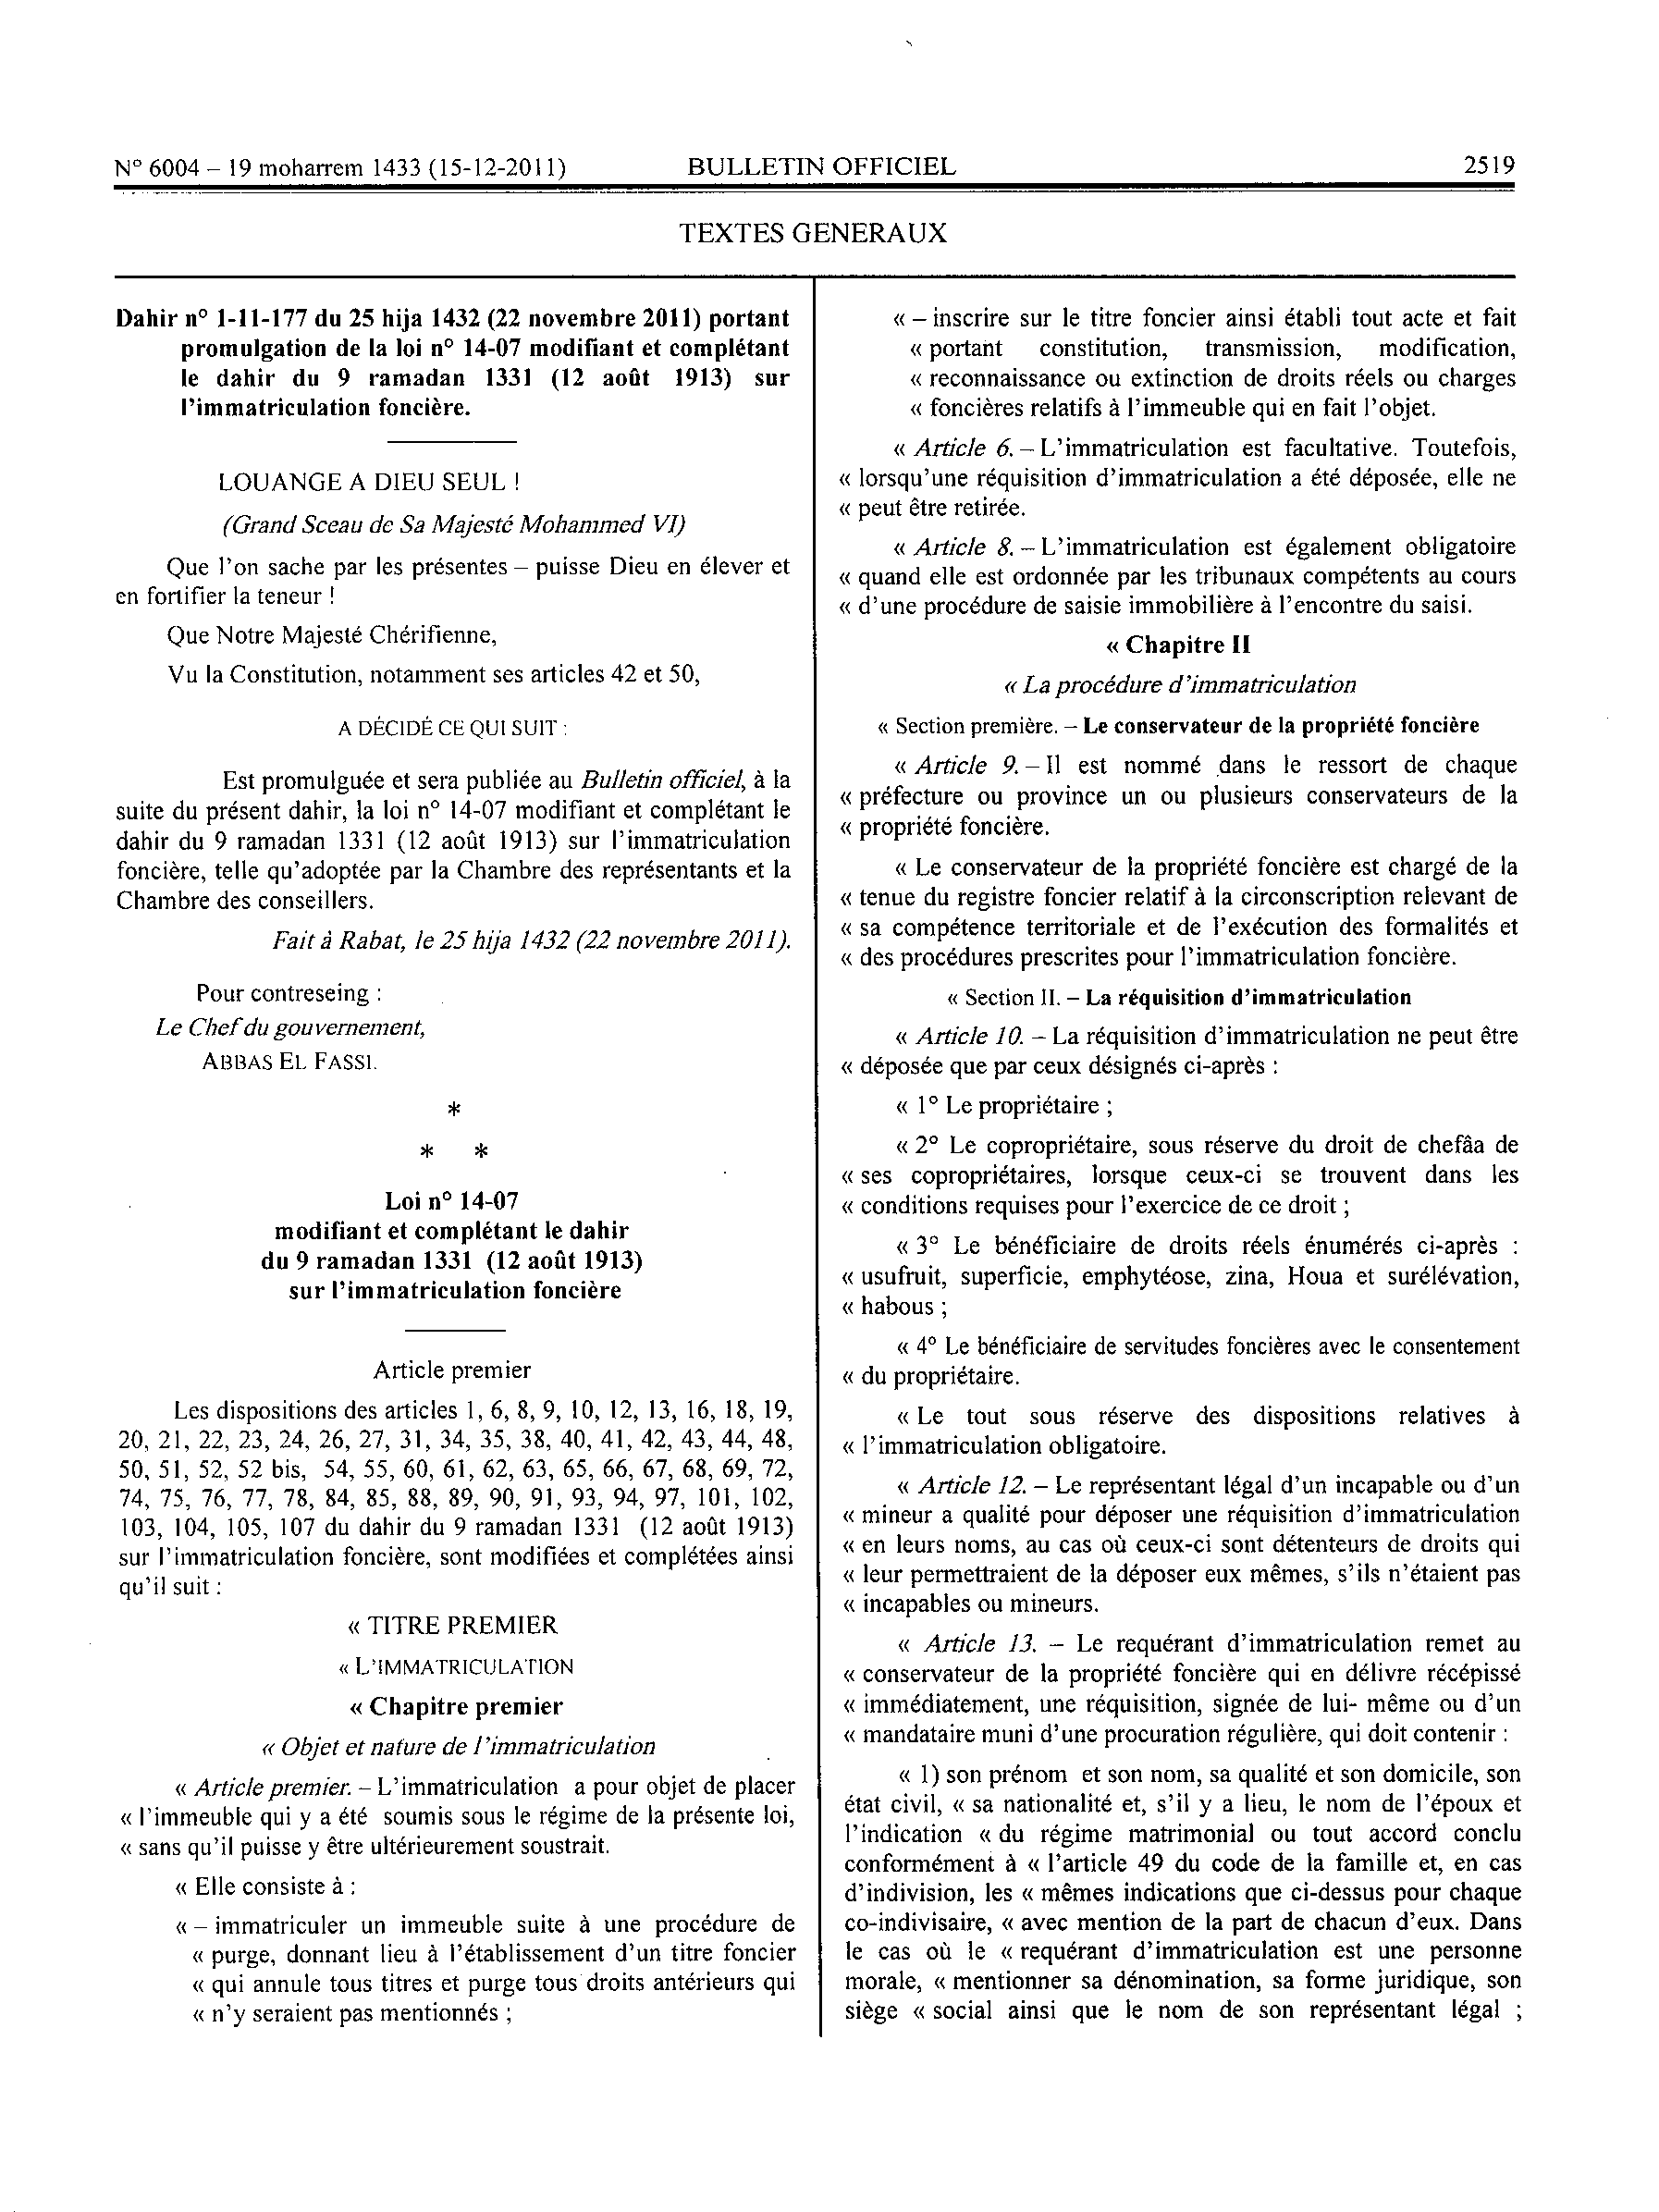 N° 6004 – 19 moharrem 1433 (15-12-2011) BULLETIN OFFICIEL 2519
TEXTES GENERAUX
Dahir n° 1-11-177 du 25 hija 1432 (22 novembre 2011) portant
promulgation de la loi n° 14-07 modifiant et complétant
le dahir du 9 ramadan 1331 (12 août 1913) sur
l'immatriculation foncière.
LOUANGE A DIEU SEUL !
(Grand Sceau de Sa Majesté Mohammed VI)
Que l'on sache par les présentes – puisse Dieu en élever et
en fortifier la teneur !
Que Notre Majesté Chérifienne,
Vu la Constitution, notamment ses articles 42 et 50,
A DÉCIDÉ CE QUI SUIT :
Est promulguée et sera publiée au Bulletin officiel, à la
suite du présent dahir, la loi n° 14-07 modifiant et complétant le
dahir du 9 ramadan 1331 (12 août 1913) sur l'immatriculation
foncière, telle qu'adoptée par la Chambre des représentants et la
Chambre des conseillers.
Fait à Rabat, le 25 hija 1432 (22 novembre 2011).
Pour contreseing :
Le Chef du gouvernement,
ABBAS EL FASSI.
*
* *
Loi n° 14-07
modifiant et complétant le dahir
du 9 ramadan 1331 (12 août 1913)
sur l'immatriculation foncière
Article premier
Les dispositions des articles 1, 6, 8, 9, 10, 12, 13, 16, 18, 19,
20, 21, 22, 23, 24, 26, 27, 31, 34, 35, 38, 40, 41, 42, 43, 44, 48,
50, 51, 52, 52 bis, 54, 55, 60, 61, 62, 63, 65, 66, 67, 68, 69, 72,
74, 75, 76, 77, 78, 84, 85, 88, 89, 90, 91, 93, 94, 97, 101, 102,
103, 104, 105, 107 du dahir du 9 ramadan 1331 (12 août 1913)
sur l'immatriculation foncière, sont modifiées et complétées ainsi
qu'il suit :
« TITRE PREMIER
« L'IMMATRICULATION
« Chapitre premier
« Objet et nature de l'immatriculation
« Article premier. – L'immatriculation a pour objet de placer
« l'immeuble qui y a été soumis sous le régime de la présente loi,
« sans qu'il puisse y être ultérieurement soustrait.
« Elle consiste à :
« – immatriculer un immeuble suite à une procédure de
« purge, donnant lieu à l'établissement d'un titre foncier
« qui annule tous titres et purge tous droits antérieurs qui
« n'y seraient pas mentionnés ;
« – inscrire sur le titre foncier ainsi établi tout acte et fait
« portant constitution, transmission, modification,
« reconnaissance ou extinction de droits réels ou charges
« foncières relatifs à l'immeuble qui en fait l'objet.
« Article 6. – L'immatriculation est facultative. Toutefois,
« lorsqu'une réquisition d'immatriculation a été déposée, elle ne
« peut être retirée.
« Article 8. – L'immatriculation est également obligatoire
« quand elle est ordonnée par les tribunaux compétents au cours
« d'une procédure de saisie immobilière à l'encontre du saisi.
« Chapitre II
« La procédure d'immatriculation
« Section première. – Le conservateur de la propriété foncière
« Article 9. – Il est nommé dans le ressort de chaque
« préfecture ou province un ou plusieurs conservateurs de la
« propriété foncière.
« Le conservateur de la propriété foncière est chargé de la
« tenue du registre foncier relatif à la circonscription relevant de
« sa compétence territoriale et de l'exécution des formalités et
« des procédures prescrites pour l'immatriculation foncière.
« Section II. – La réquisition d'immatriculation
« Article 10. – La réquisition d'immatriculation ne peut être
« déposée que par ceux désignés ci-après :
« 1° Le propriétaire ;
« 2° Le copropriétaire, sous réserve du droit de chefâa de
« ses copropriétaires, lorsque ceux-ci se trouvent dans les
« conditions requises pour l'exercice de ce droit ;
« 3° Le bénéficiaire de droits réels énumérés ci-après :
« usufruit, superficie, emphytéose, zina, Houa et surélévation,
« habous ;
« 4° Le bénéficiaire de servitudes foncières avec le consentement
« du propriétaire.
« Le tout sous réserve des dispositions relatives à
« l'immatriculation obligatoire.
« Article 12. – Le représentant légal d'un incapable ou d'un
« mineur a qualité pour déposer une réquisition d'immatriculation
« en leurs noms, au cas où ceux-ci sont détenteurs de droits qui
« leur permettraient de la déposer eux mêmes, s'ils n'étaient pas
« incapables ou mineurs.
« Article 13. – Le requérant d'immatriculation remet au
« conservateur de la propriété foncière qui en délivre récépissé
« immédiatement, une réquisition, signée de lui- même ou d'un
« mandataire muni d'une procuration régulière, qui doit contenir :
« 1) son prénom et son nom, sa qualité et son domicile, son
état civil, « sa nationalité et, s'il y a lieu, le nom de l'époux et
l'indication « du régime matrimonial ou tout accord conclu
conformément à « l'article 49 du code de la famille et, en cas
d'indivision, les « mêmes indications que ci-dessus pour chaque
co-indivisaire, « avec mention de la part de chacun d'eux. Dans
le cas où le « requérant d'immatriculation est une personne
morale, « mentionner sa dénomination, sa forme juridique, son
siège « social ainsi que le nom de son représentant légal ;